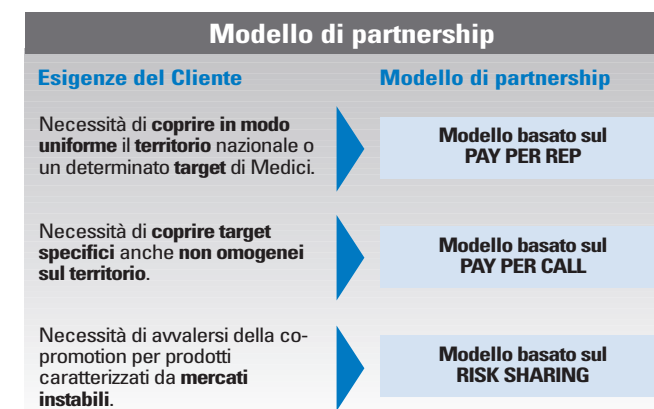 Modello di partnership
Esigenze del Cliente
Modello di partnership
Necessità di coprire in modo
uniforme il territorio nazionale o
un determinato target di Medici.
Modello basato sul
PAY PER REP
Necessità di coprire target
specifici anche non omogenei
sul territorio.
Modello basato sul
PAY PER CALL
Necessità di avvalersi della co-
promotion per prodotti
caratterizzati da mercati
instabili.
Modello basato sul
RISK SHARING